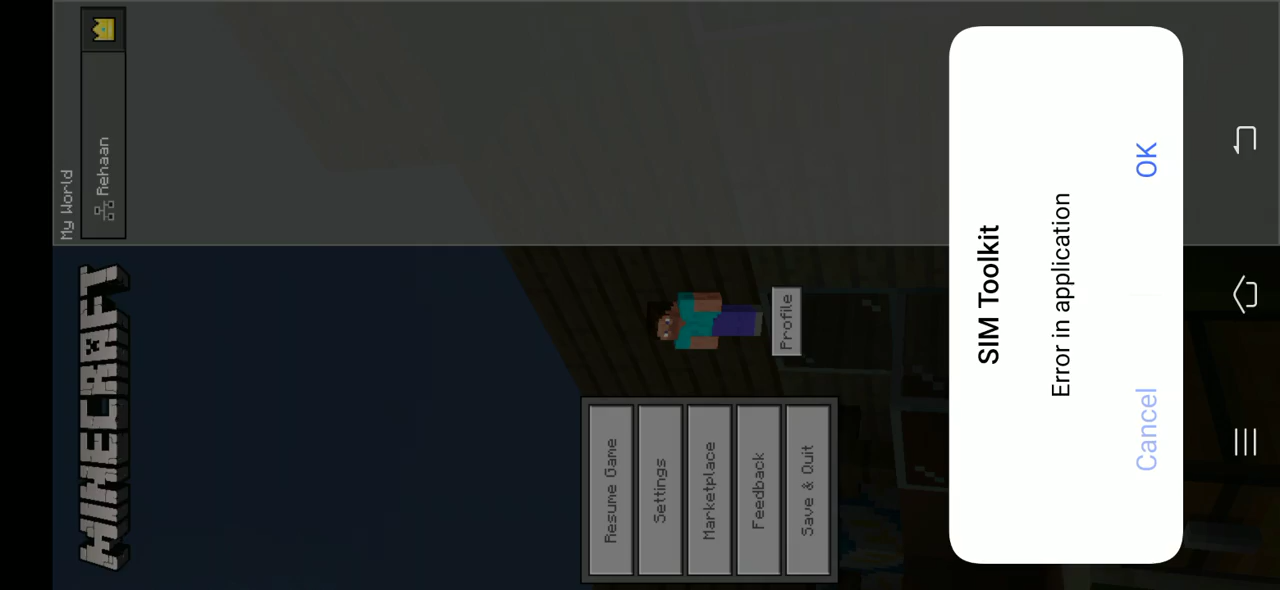 My World
Rehaan
MINECRAFT
Profile
Resume Game
Settings
Marketplace
Feedback
Save & Quit
SIM Toolkit
Error in application
Cancel
OK